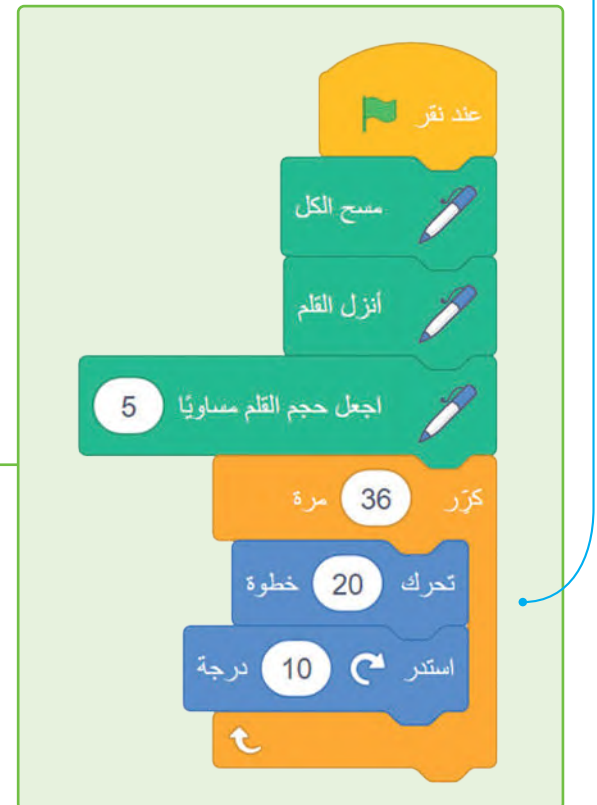 عند نقر
مسح الكل
أنزل القلم
اجعل حجم القلم مساويًا 5
كرّر 36 مرة
تحرك 20 خطوة
استدر 10 درجة